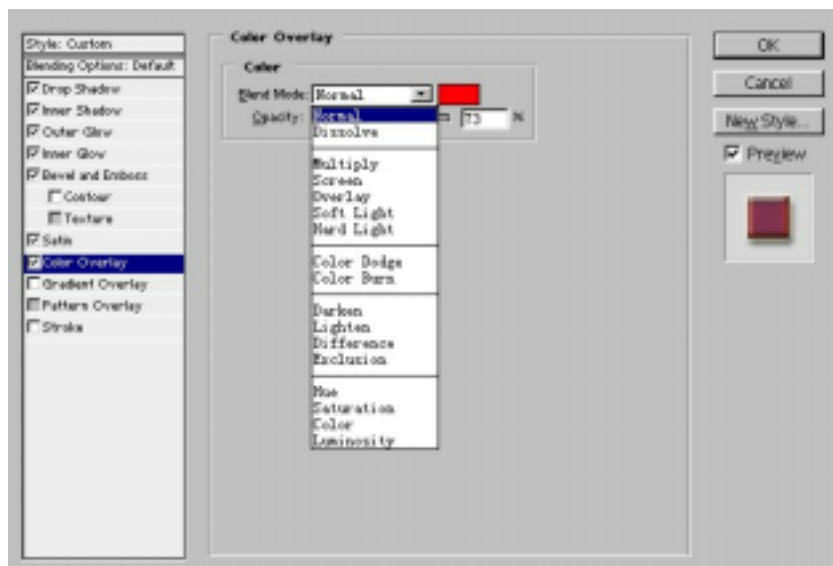 Style: Custom
Blending Options: Default
Drop Shadow
Inner Shadow
Outer Glow
Inner Glow
Bevel and Emboss
Contour
Texture
Satin
Color Overlay
Gradient Overlay
Pattern Overlay
Stroke
Color Overlay
Color
Blend Mode: Normal
Opacity: 73 %
Normal
Dissolve
Multiply
Screen
Overlay
Soft Light
Hard Light
Color Dodge
Color Burn
Darken
Lighten
Difference
Exclusion
Hue
Saturation
Color
Luminosity
OK
Cancel
New Style...
Preview